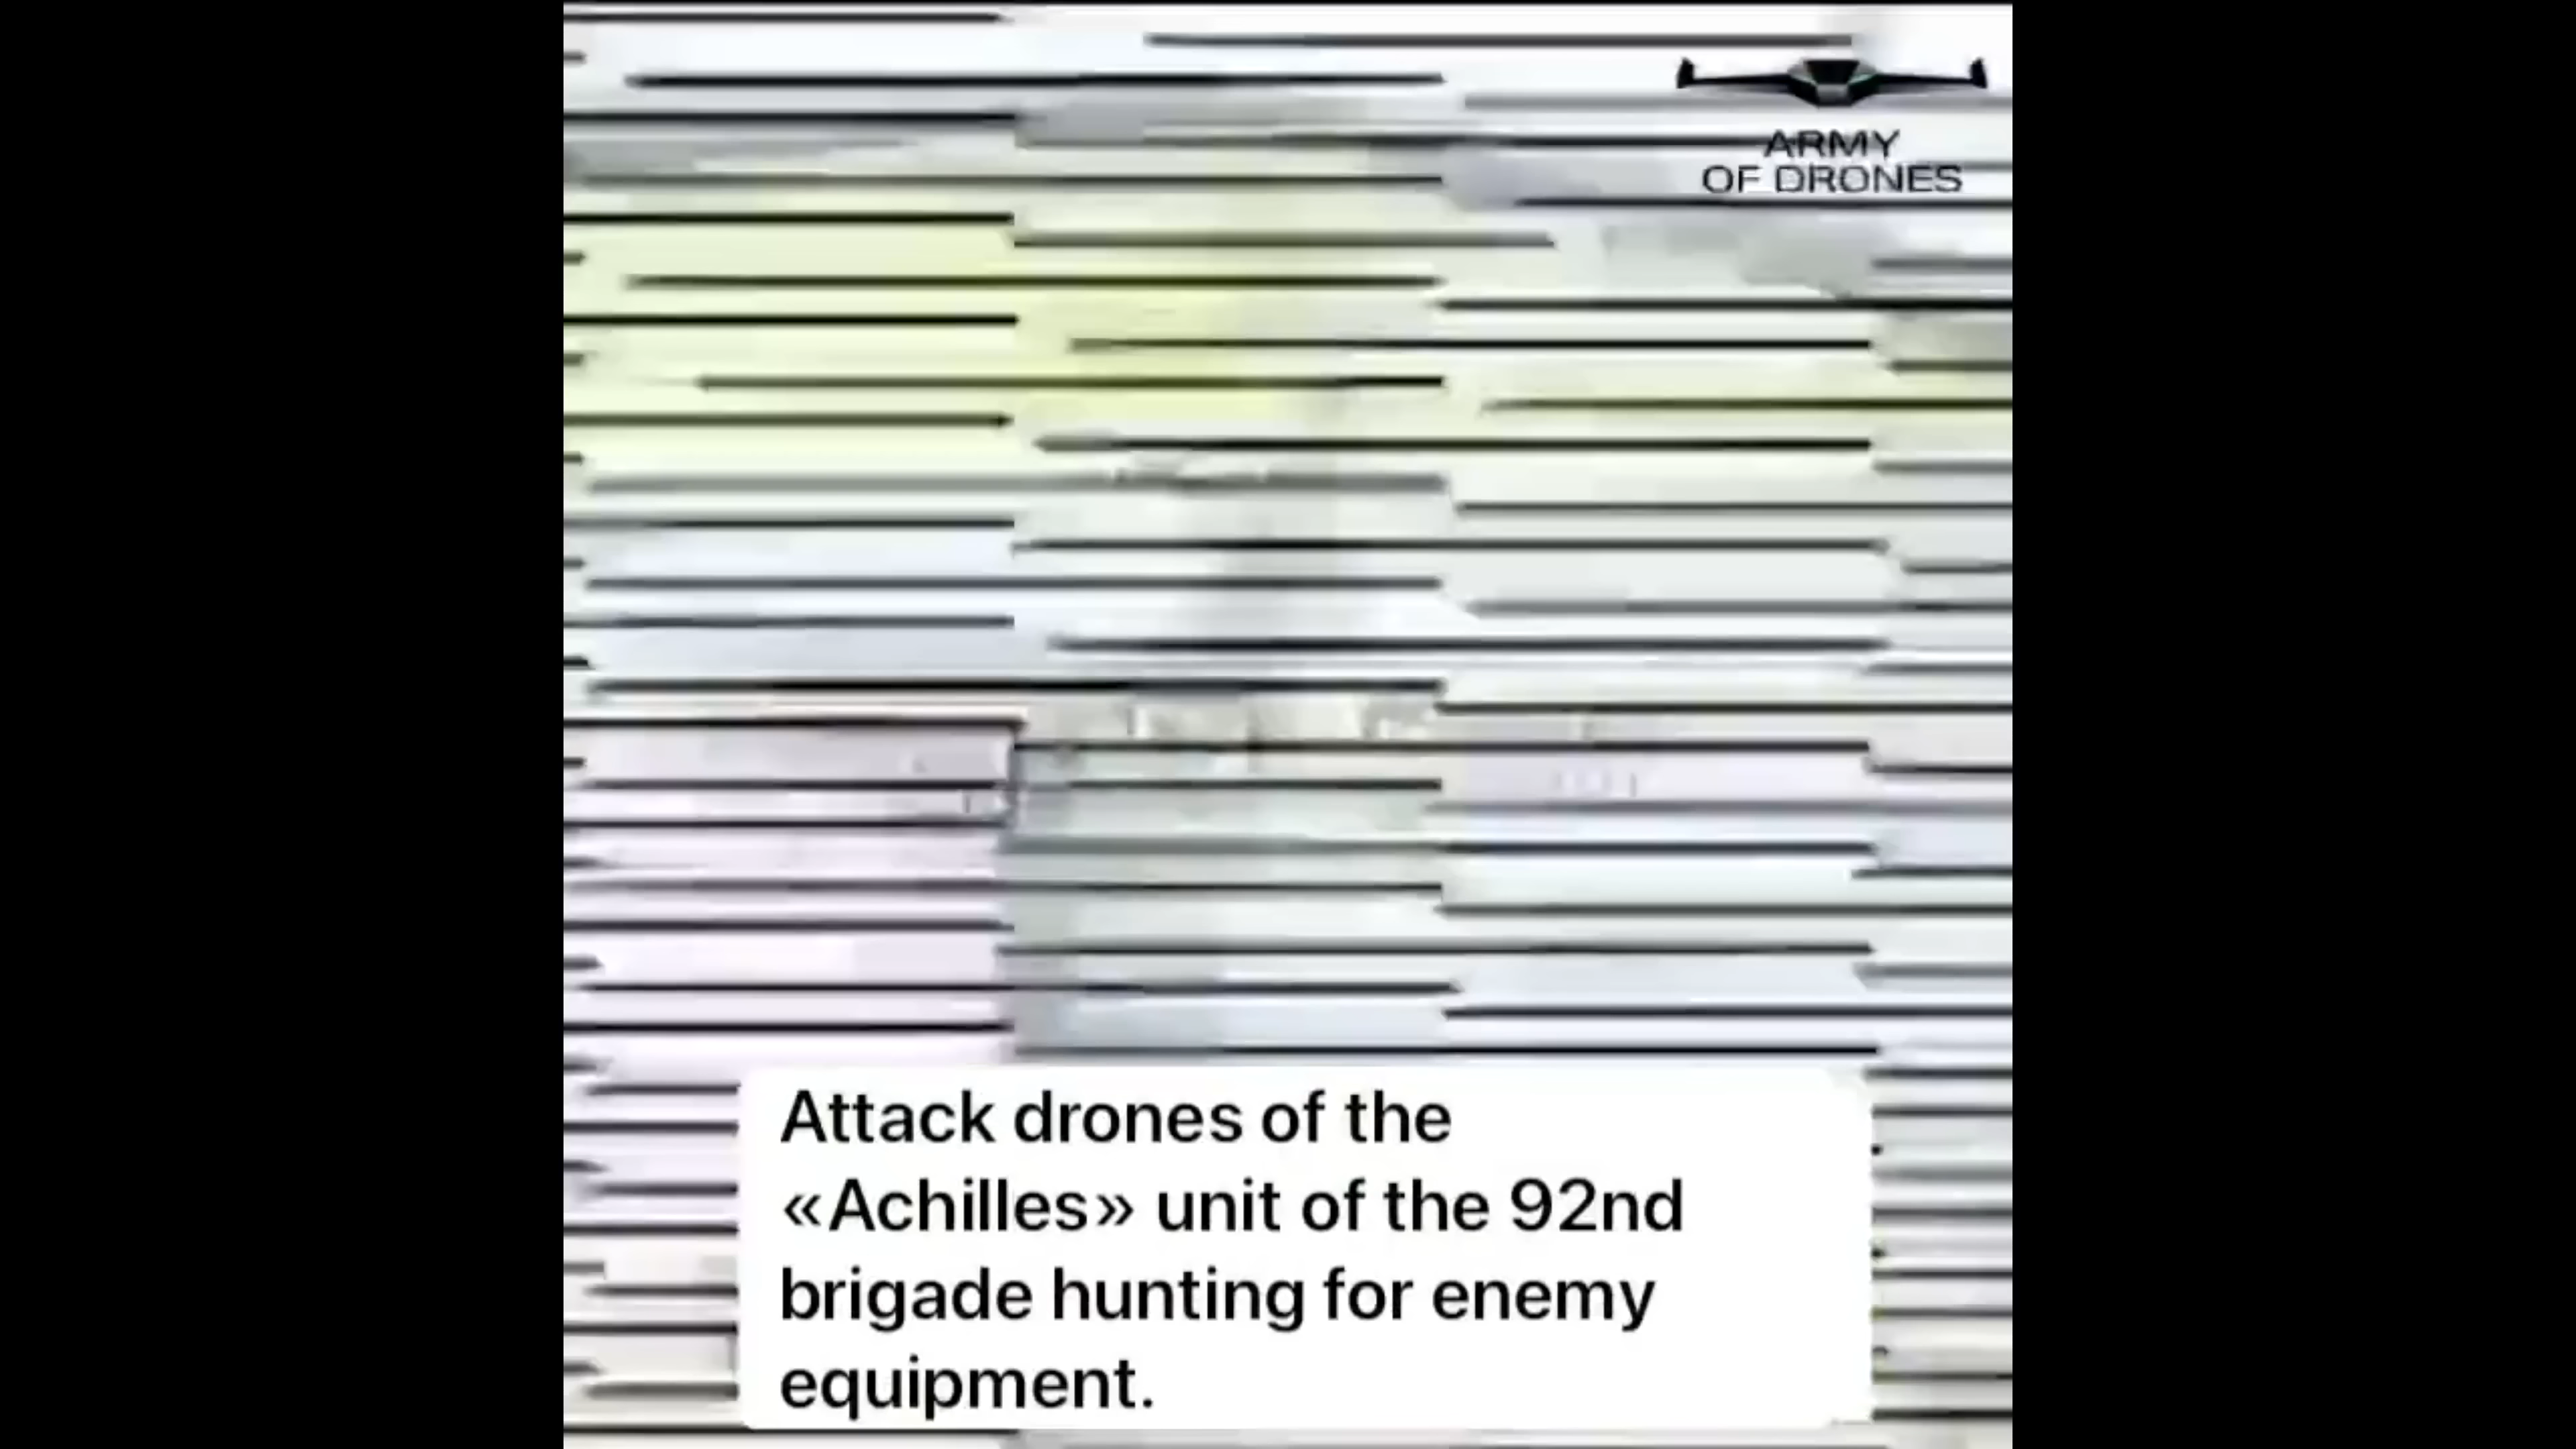 ARMY
OF DRONES
Attack drones of the
«Achilles» unit of the 92nd
brigade hunting for enemy
equipment.